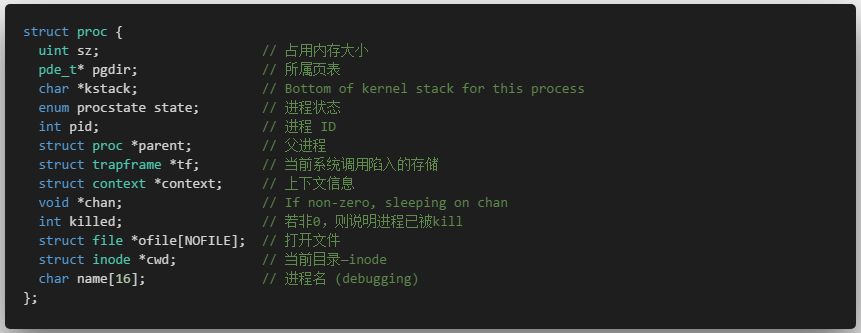 struct proc {
  uint sz;                     // 占用内存大小
  pde_t* pgdir;                // 所属页表
  char *kstack;                // Bottom of kernel stack for this process
  enum procstate state;        // 进程状态
  int pid;                     // 进程 ID
  struct proc *parent;         // 父进程
  struct trapframe *tf;        // 当前系统调用陷入的存储
  struct context *context;     // 上下文信息
  void *chan;                  // If non-zero, sleeping on chan
  int killed;                  // 若非0，则说明进程已被kill
  struct file *ofile[NOFILE];  // 打开文件
  struct inode *cwd;           // 当前目录—inode
  char name[16];               // 进程名 (debugging)
};